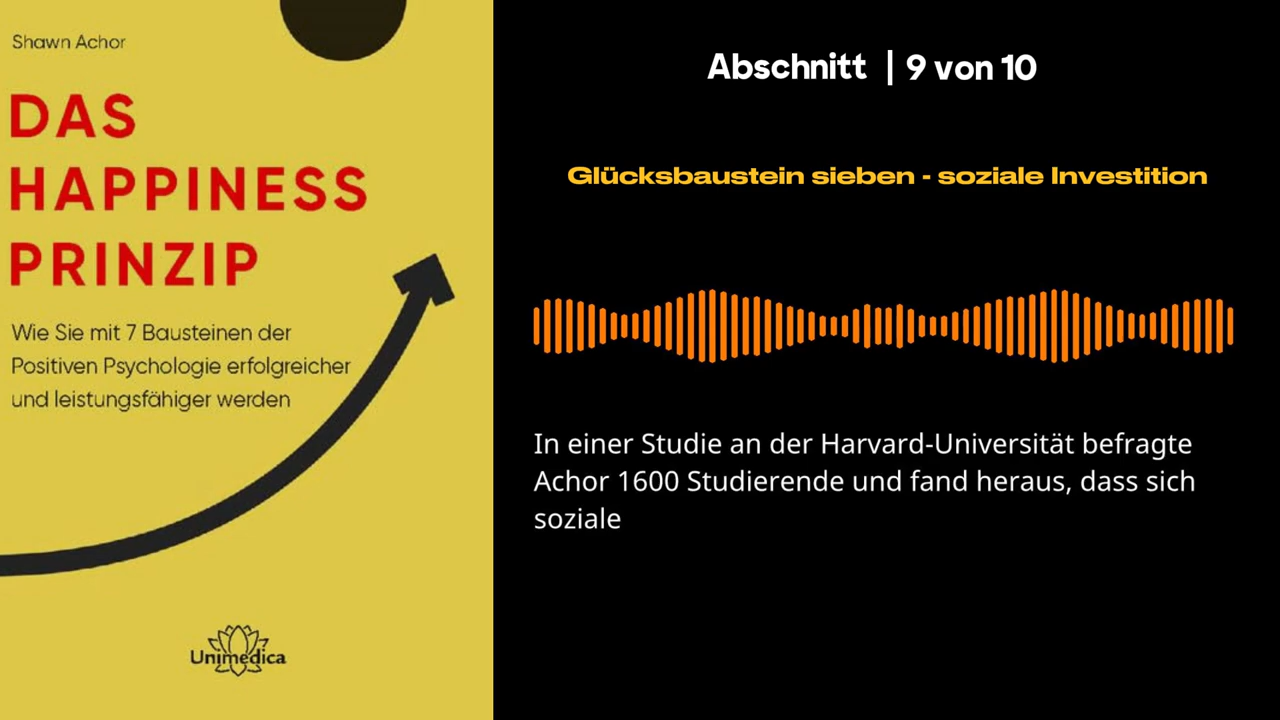 Shawn Achor
DAS
HAPPINESS
PRINZIP
Wie Sie mit 7 Bausteinen der
Positiven Psychologie erfolgreicher
und leistungsfähiger werden
Unimedica
Abschnitt | 9 von 10
Glücksbaustein sieben - soziale Investition
In einer Studie an der Harvard-Universität befragte
Achor 1600 Studierende und fand heraus, dass sich
soziale